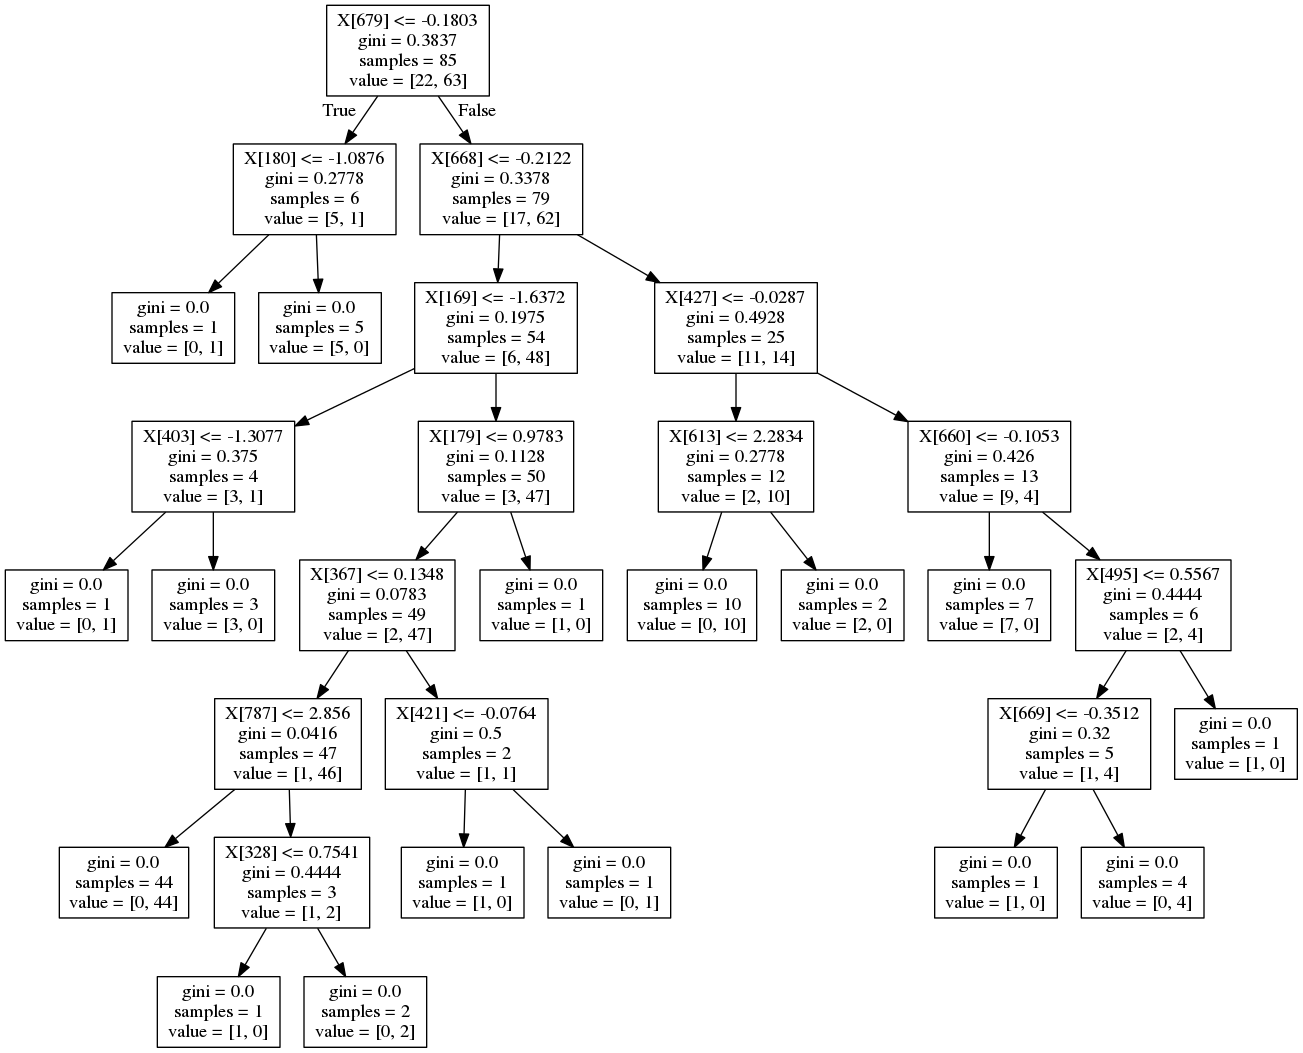 X[679] <= -0.1803
gini = 0.3837
samples = 85
value = [22, 63]
True
False
X[180] <= -1.0876
gini = 0.2778
samples = 6
value = [5, 1]
X[668] <= -0.2122
gini = 0.3378
samples = 79
value = [17, 62]
gini = 0.0
samples = 1
value = [0, 1]
gini = 0.0
samples = 5
value = [5, 0]
X[169] <= -1.6372
gini = 0.1975
samples = 54
value = [6, 48]
X[427] <= -0.0287
gini = 0.4928
samples = 25
value = [11, 14]
X[403] <= -1.3077
gini = 0.375
samples = 4
value = [3, 1]
X[179] <= 0.9783
gini = 0.1128
samples = 50
value = [3, 47]
X[613] <= 2.2834
gini = 0.2778
samples = 12
value = [2, 10]
X[660] <= -0.1053
gini = 0.426
samples = 13
value = [9, 4]
gini = 0.0
samples = 1
value = [0, 1]
gini = 0.0
samples = 3
value = [3, 0]
X[367] <= 0.1348
gini = 0.0783
samples = 49
value = [2, 47]
gini = 0.0
samples = 1
value = [1, 0]
gini = 0.0
samples = 10
value = [0, 10]
gini = 0.0
samples = 2
value = [2, 0]
gini = 0.0
samples = 7
value = [7, 0]
X[495] <= 0.5567
gini = 0.4444
samples = 6
value = [2, 4]
X[787] <= 2.856
gini = 0.0416
samples = 47
value = [1, 46]
X[421] <= -0.0764
gini = 0.5
samples = 2
value = [1, 1]
X[669] <= -0.3512
gini = 0.32
samples = 5
value = [1, 4]
gini = 0.0
samples = 1
value = [1, 0]
gini = 0.0
samples = 44
value = [0, 44]
X[328] <= 0.7541
gini = 0.4444
samples = 3
value = [1, 2]
gini = 0.0
samples = 1
value = [1, 0]
gini = 0.0
samples = 1
value = [0, 1]
gini = 0.0
samples = 1
value = [1, 0]
gini = 0.0
samples = 4
value = [0, 4]
gini = 0.0
samples = 1
value = [1, 0]
gini = 0.0
samples = 2
value = [0, 2]